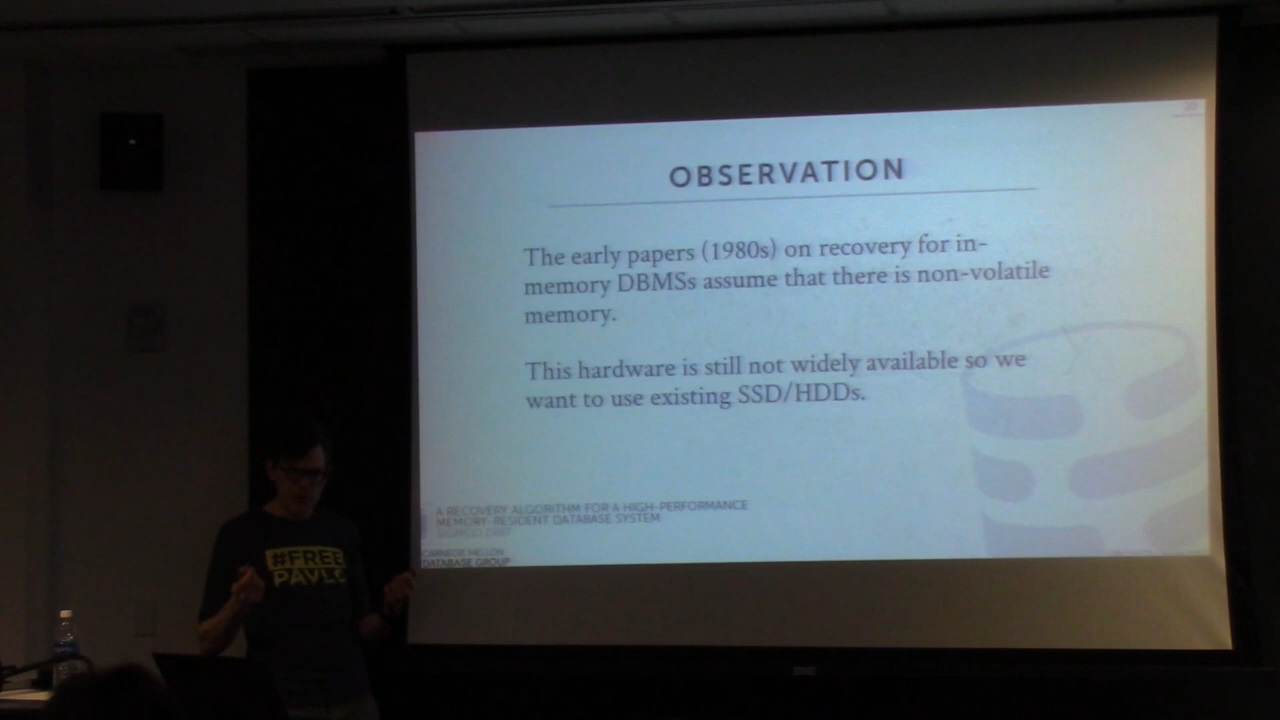 20
OBSERVATION
The early papers (1980s) on recovery for in-
memory DBMSs assume that there is non-volatile
memory.
This hardware is still not widely available so we
want to use existing SSD/HDDs.
A RECOVERY ALGORITHM FOR A HIGH-PERFORMANCE
MEMORY-RESIDENT DATABASE SYSTEM
SIGMOD 1987
CARNEGIE MELLON
DATABASE GROUP
#FREE
PAVLO